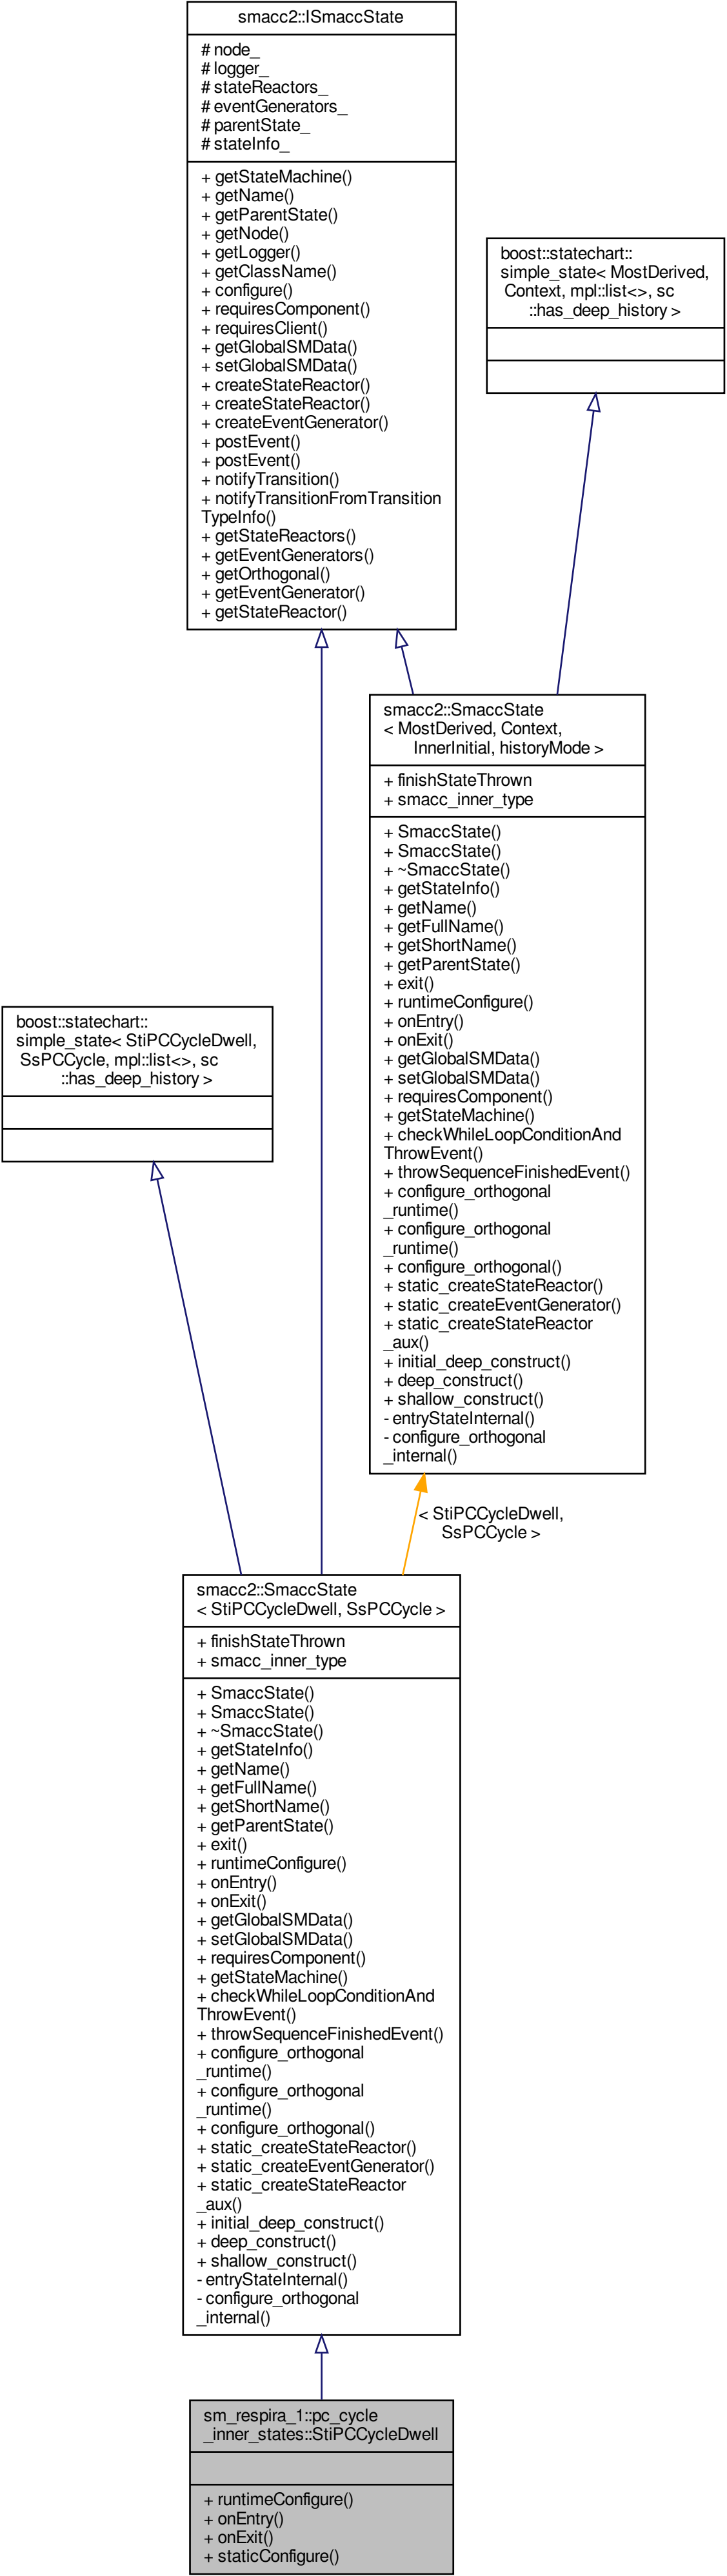 smacc2::ISmaccState
# node_
# logger_
# stateReactors_
# eventGenerators_
# parentState_
# stateInfo_
+ getStateMachine()
+ getName()
+ getParentState()
+ getNode()
+ getLogger()
+ getClassName()
+ configure()
+ requiresComponent()
+ requiresClient()
+ getGlobalSMData()
+ setGlobalSMData()
+ createStateReactor()
+ createStateReactor()
+ createEventGenerator()
+ postEvent()
+ postEvent()
+ notifyTransition()
+ notifyTransitionFromTransition
TypeInfo()
+ getStateReactors()
+ getEventGenerators()
+ getOrthogonal()
+ getEventGenerator()
+ getStateReactor()
boost::statechart::
simple_state< MostDerived,
Context, mpl::list<>, sc
::has_deep_history >
smacc2::SmaccState
< MostDerived, Context,
InnerInitial, historyMode >
+ finishStateThrown
+ smacc_inner_type
+ SmaccState()
+ SmaccState()
+ ~SmaccState()
+ getStateInfo()
+ getName()
+ getFullName()
+ getShortName()
+ getParentState()
+ exit()
+ runtimeConfigure()
+ onEntry()
+ onExit()
+ getGlobalSMData()
+ setGlobalSMData()
+ requiresComponent()
+ getStateMachine()
+ checkWhileLoopConditionAnd
ThrowEvent()
+ throwSequenceFinishedEvent()
+ configure_orthogonal
_runtime()
+ configure_orthogonal
_runtime()
+ configure_orthogonal()
+ static_createStateReactor()
+ static_createEventGenerator()
+ static_createStateReactor
_aux()
+ initial_deep_construct()
+ deep_construct()
+ shallow_construct()
- entryStateInternal()
- configure_orthogonal
_internal()
boost::statechart::
simple_state< StiPCCycleDwell,
SsPCCycle, mpl::list<>, sc
::has_deep_history >
< StiPCCycleDwell,
SsPCCycle >
smacc2::SmaccState
< StiPCCycleDwell, SsPCCycle >
+ finishStateThrown
+ smacc_inner_type
+ SmaccState()
+ SmaccState()
+ ~SmaccState()
+ getStateInfo()
+ getName()
+ getFullName()
+ getShortName()
+ getParentState()
+ exit()
+ runtimeConfigure()
+ onEntry()
+ onExit()
+ getGlobalSMData()
+ setGlobalSMData()
+ requiresComponent()
+ getStateMachine()
+ checkWhileLoopConditionAnd
ThrowEvent()
+ throwSequenceFinishedEvent()
+ configure_orthogonal
_runtime()
+ configure_orthogonal
_runtime()
+ configure_orthogonal()
+ static_createStateReactor()
+ static_createEventGenerator()
+ static_createStateReactor
_aux()
+ initial_deep_construct()
+ deep_construct()
+ shallow_construct()
- entryStateInternal()
- configure_orthogonal
_internal()
sm_respira_1::pc_cycle
_inner_states::StiPCCycleDwell
+ runtimeConfigure()
+ onEntry()
+ onExit()
+ staticConfigure()